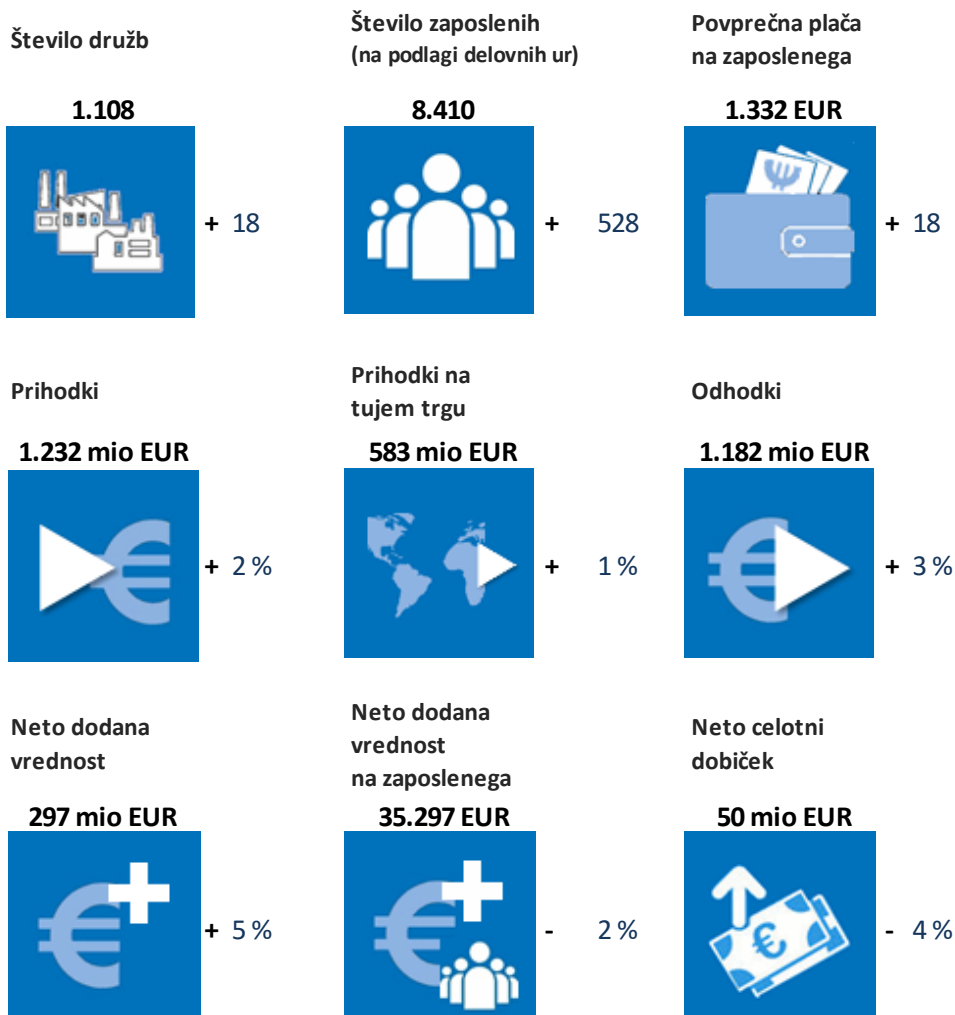 Število družb
1.108
+ 18
Število zaposlenih
(na podlagi delovnih ur)
8.410
+ 528
Povprečna plača
na zaposlenega
1.332 EUR
+ 18
Prihodki
1.232 mio EUR
+ 2 %
Prihodki na
tujem trgu
583 mio EUR
+ 1 %
Odhodki
1.182 mio EUR
+ 3 %
Neto dodana
vrednost
297 mio EUR
+ 5 %
Neto dodana
vrednost
na zaposlenega
35.297 EUR
- 2 %
Neto celotni
dobiček
50 mio EUR
- 4 %